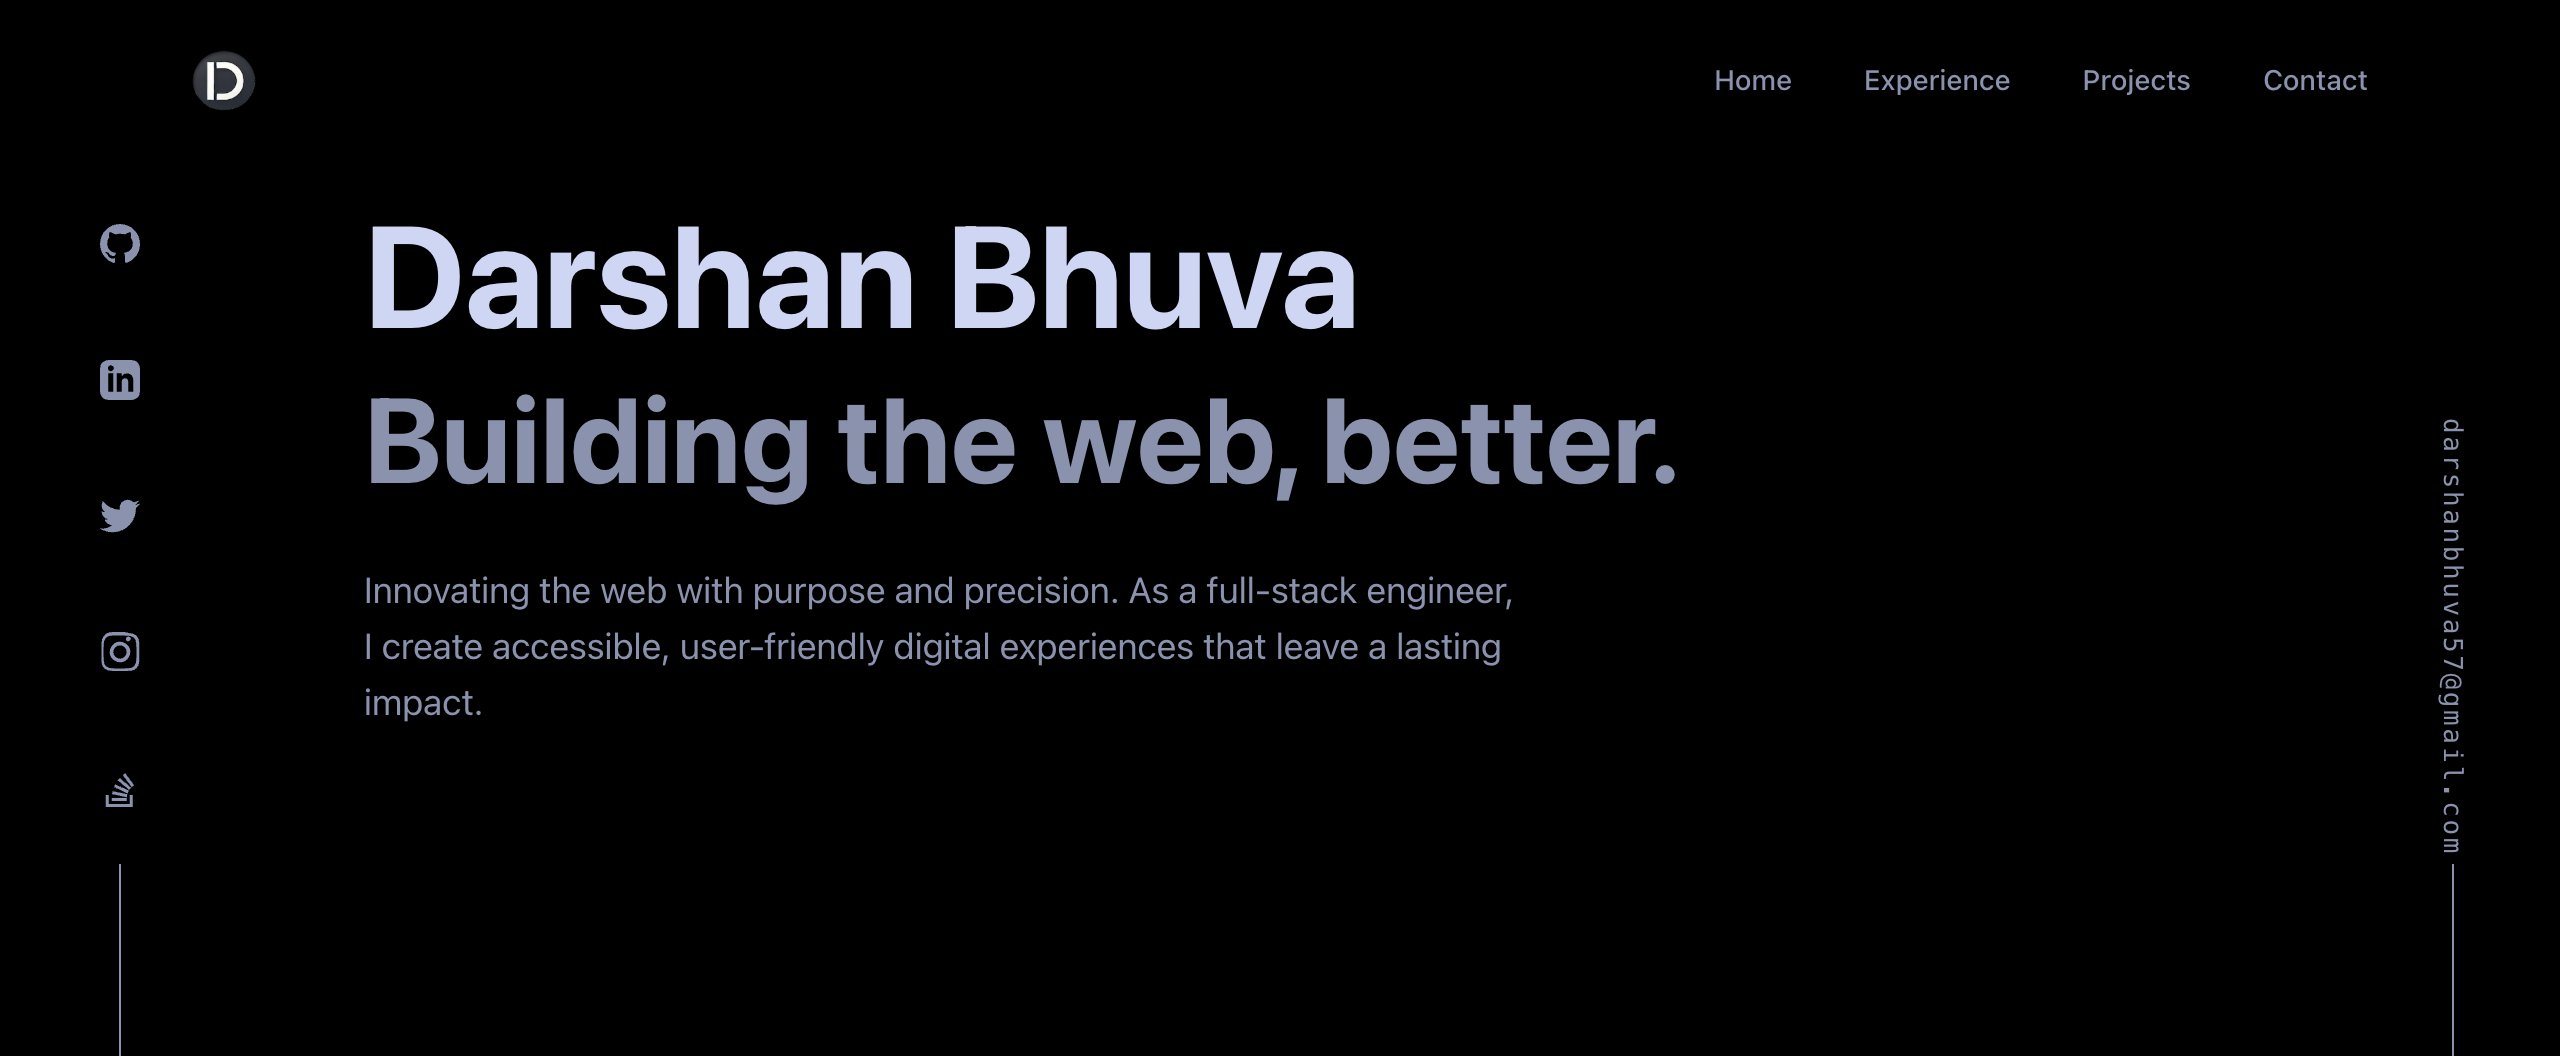 D
Home
Experience
Projects
Contact
Darshan Bhuva
Building the web, better.
Innovating the web with purpose and precision. As a full-stack engineer,
I create accessible, user-friendly digital experiences that leave a lasting
impact.
in
darshanbhuva57@gmail.com